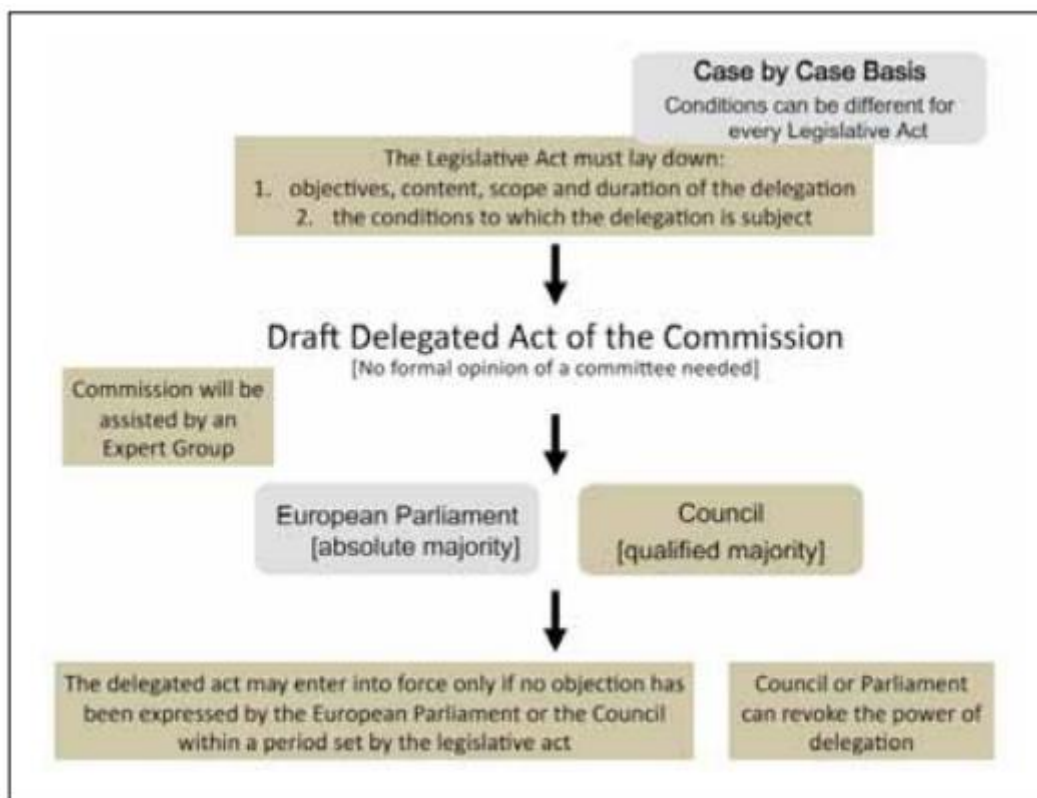 Case by Case Basis
Conditions can be different for
every Legislative Act
The Legislative Act must lay down:
1. objectives, content, scope and duration of the delegation
2. the conditions to which the delegation is subject
Draft Delegated Act of the Commission
[No formal opinion of a committee needed]
Commission will be
assisted by an
Expert Group
European Parliament
[absolute majority]
Council
[qualified majority]
The delegated act may enter into force only if no objection has
been expressed by the European Parliament or the Council
within a period set by the legislative act
Council or Parliament
can revoke the power of
delegation